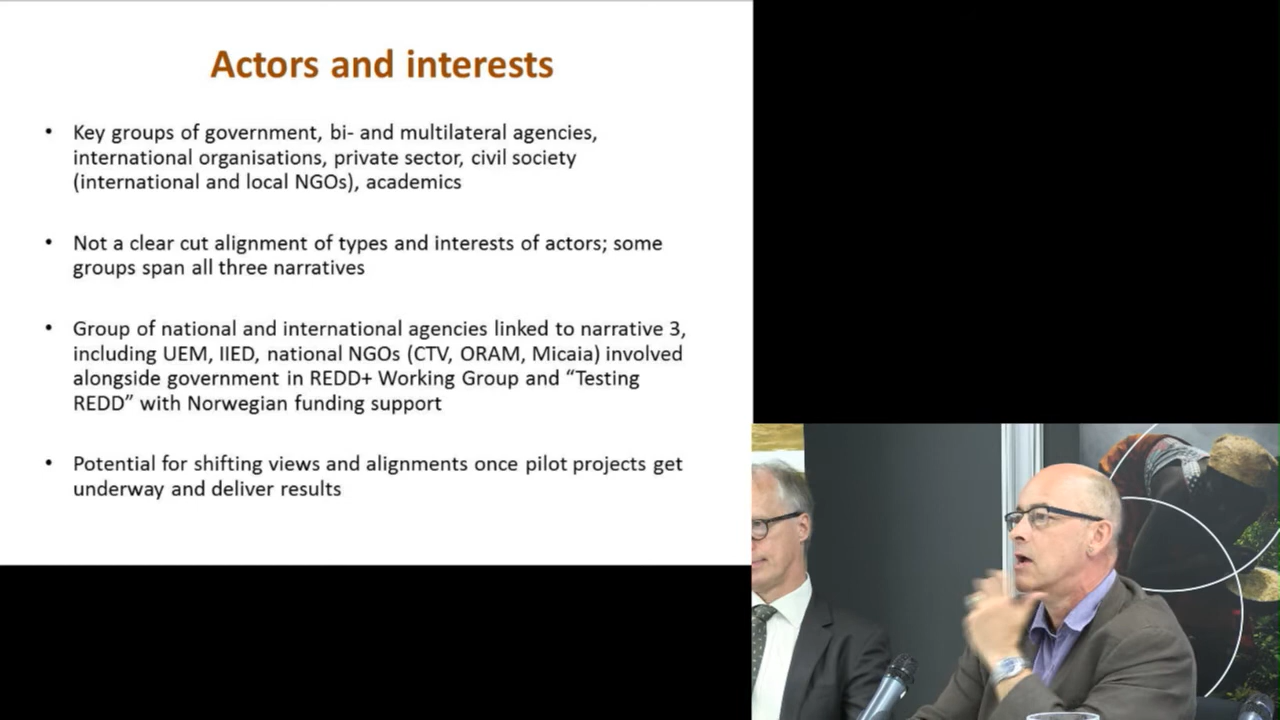 Actors and interests
• Key groups of government, bi- and multilateral agencies,
international organisations, private sector, civil society
(international and local NGOs), academics
• Not a clear cut alignment of types and interests of actors; some
groups span all three narratives
• Group of national and international agencies linked to narrative 3,
including UEM, IIED, national NGOs (CTV, ORAM, Micaia) involved
alongside government in REDD+ Working Group and “Testing
REDD” with Norwegian funding support
• Potential for shifting views and alignments once pilot projects get
underway and deliver results